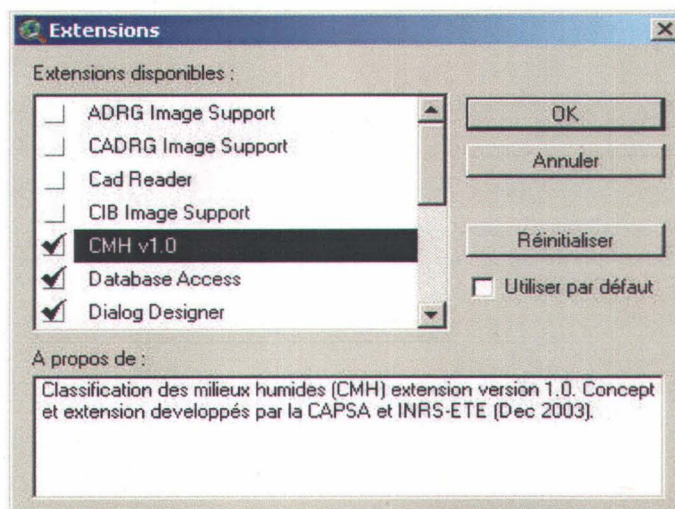 Extensions
Extensions disponibles :
ADRG Image Support
CADRG Image Support
Cad Reader
CIB Image Support
CMH v1.0
Database Access
Dialog Designer
OK
Annuler
Réinitialiser
Utiliser par défaut
A propos de :
Classification des milieux humides (CMH) extension version 1.0. Concept
et extension developpés par la CAPSA et INRS-ETE (Dec 2003).